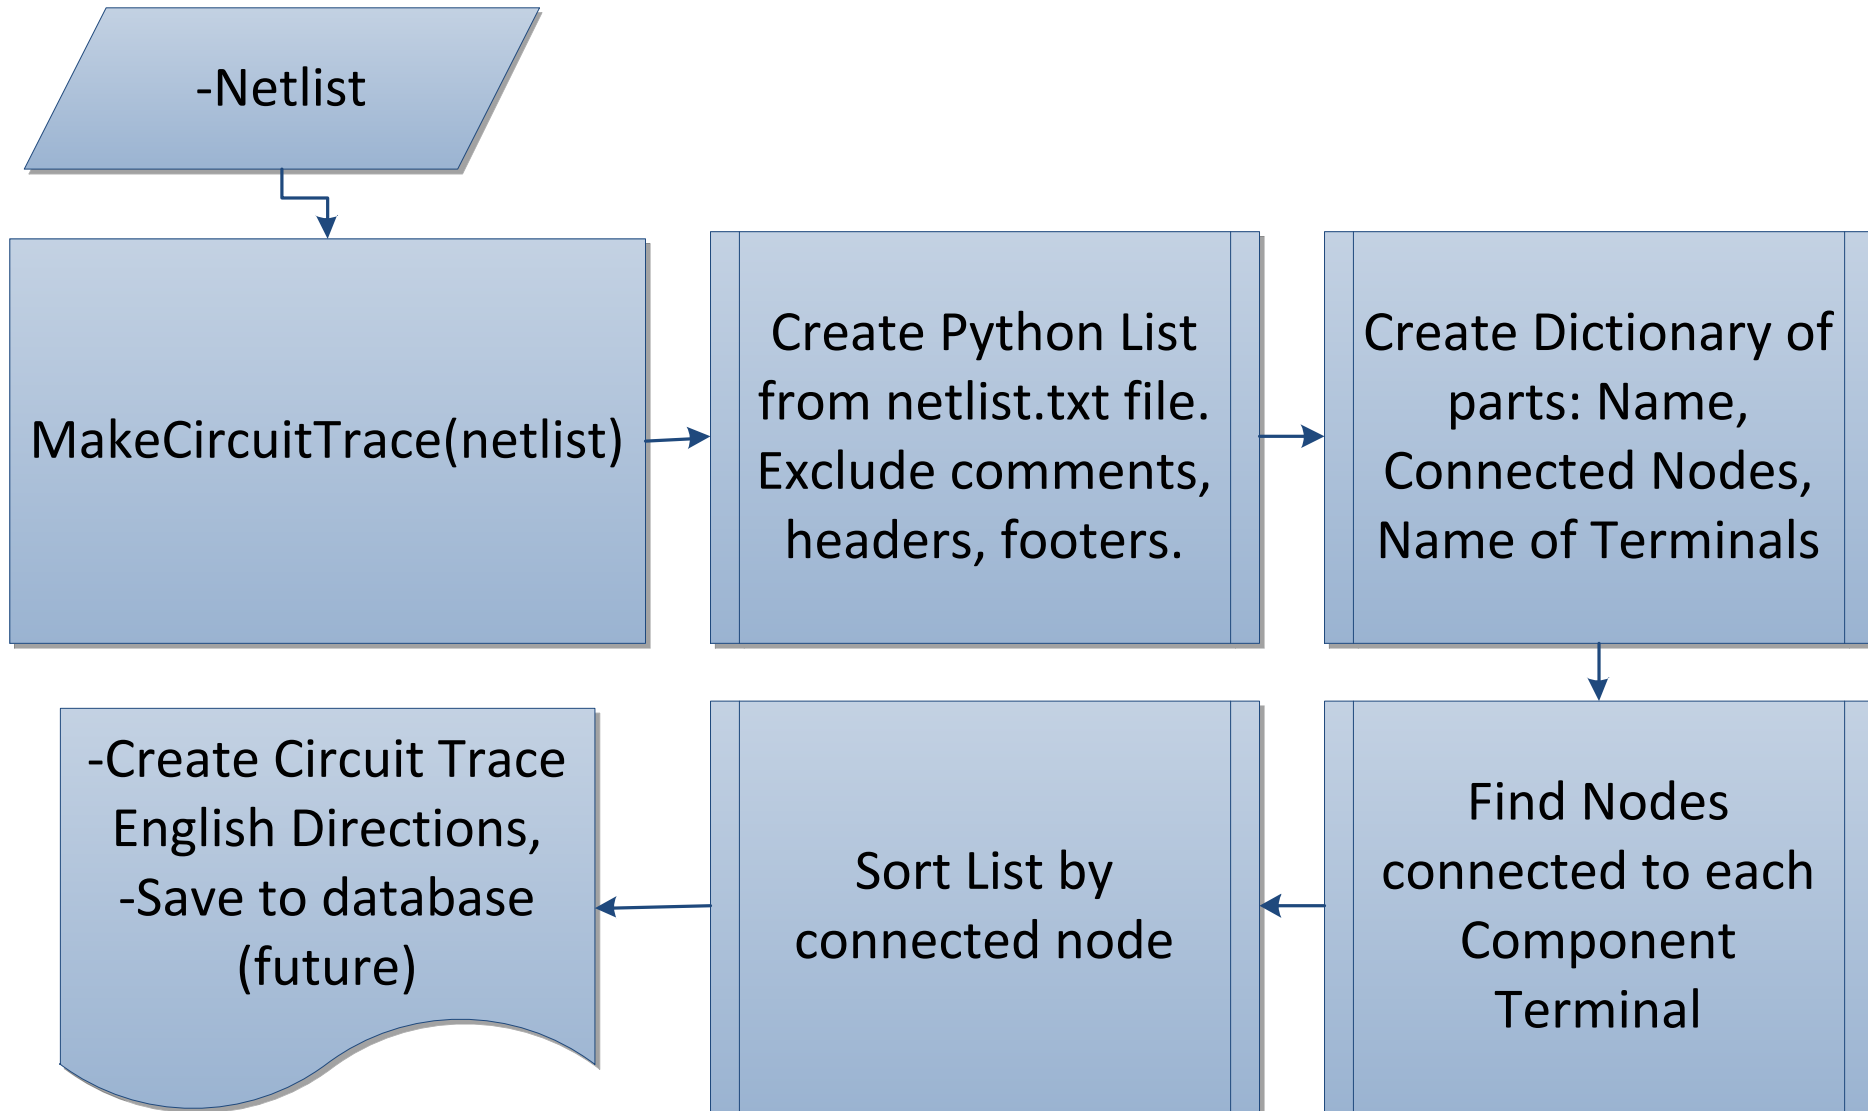 -Netlist
MakeCircuitTrace(netlist)
Create Python List
from netlist.txt file.
Exclude comments,
headers, footers.
Create Dictionary of
parts: Name,
Connected Nodes,
Name of Terminals
Find Nodes
connected to each
Component
Terminal
Sort List by
connected node
-Create Circuit Trace
English Directions,
-Save to database
(future)